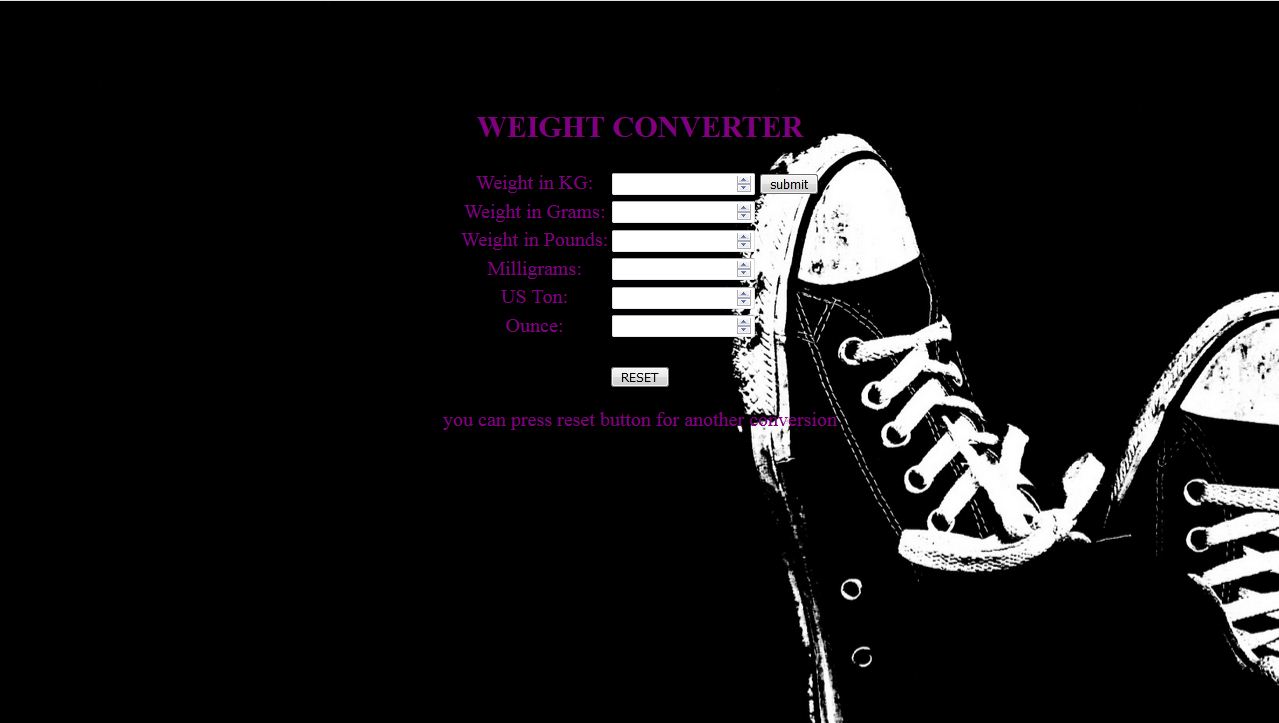 WEIGHT CONVERTER
Weight in KG: submit
Weight in Grams:
Weight in Pounds:
Milligrams:
US Ton:
Ounce:
RESET
you can press reset button for another conversion